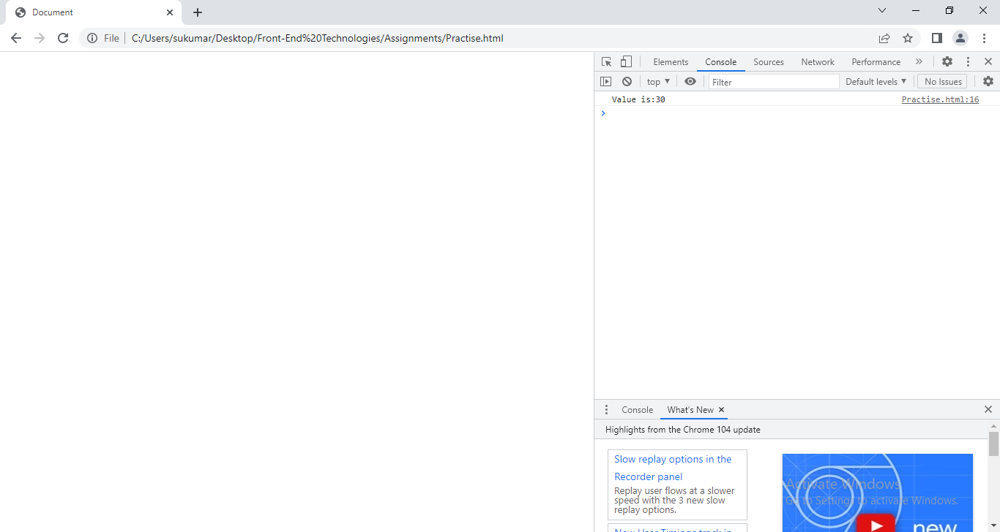 Document
File
C:/Users/sukumar/Desktop/Front-End%20Technologies/Assignments/Practise.html
Elements Console Sources Network Performance
top Filter Default levels No Issues
Value is:30 Practise.html:16
Console What's New
Highlights from the Chrome 104 update
Slow replay options in the
Recorder panel
Replay user flows at a slower
speed with the 3 new slow
replay options.
New User Timings track in
Activate Windows
Go to Settings to activate Windows.
new